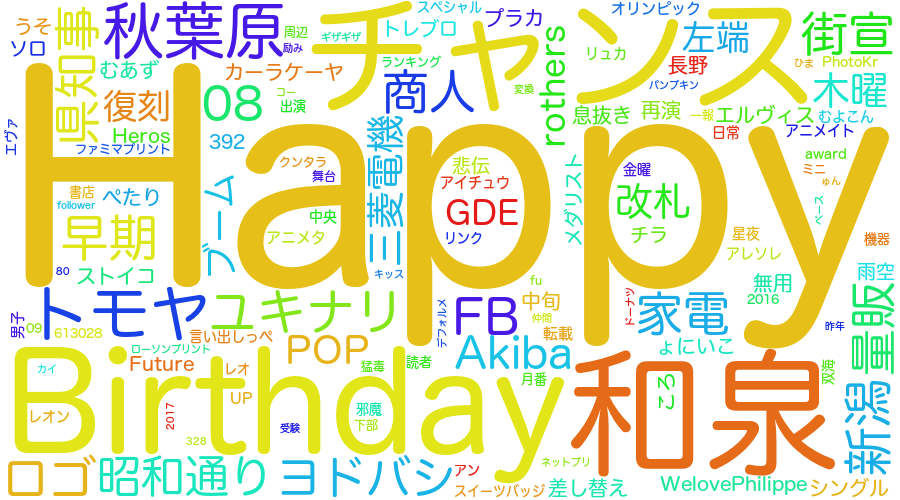 スペシャル
オリンピック
うそ
事
秋葉原
周辺
トレブロ
プラカ
チャンス
街宣
ソロ
励み
ギザギザ
rothers
リュカ
左端
県知
むあず
カーラケーヤ
ランキング
長野
PhotoKr
ひま
復刻
08
商人
コー
出演
変換
パンプキン
木曜
エヴァ
Heros
392
三菱電機
息抜き
再演
一報
エルヴィス
むよこん
ファミマプリント
日常
アニメイト
Happy
クンタラ
悲伝
メダリスト
金曜
award
書店
ぺたり
舞台
アイチュウ
改札
ミニ
ゅん
follower
ブーム
中央
GDE
ベース
早期
アニメタ
リンク
チラ
星夜
機器
80
ストイコ
キッス
アレソレ
雨空
fu
無用
トモヤ
ユキナリ
デフォルメ
FB
中旬
ドーナツ
家電
2016
量販
男子
09
613028
言い出しっぺ
仲間
転載
昨年
ローソンプリント
POP
Akiba
ょにいこ
Future
レオ
猛毒
読者
カイ
Birthday
月番
和泉
ころ
双海
UP
レオン
2017
邪魔
下部
新潟
328
受験
ロゴ
昭和通り
ヨドバシ
アン
ネットプリ
スイーツバッジ
差し替え
WelovePhilippe
シングル